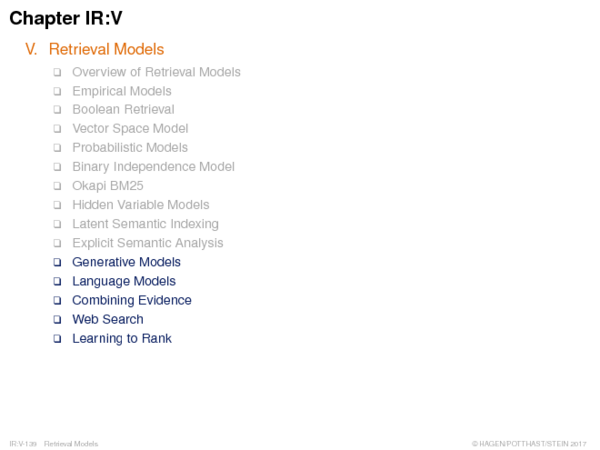 Chapter IR:V
V. Retrieval Models
❑ Overview of Retrieval Models
❑ Empirical Models
❑ Boolean Retrieval
❑ Vector Space Model
❑ Probabilistic Models
❑ Binary Independence Model
❑ Okapi BM25
❑ Hidden Variable Models
❑ Latent Semantic Indexing
❑ Explicit Semantic Analysis
❑ Generative Models
❑ Language Models
❑ Combining Evidence
❑ Web Search
❑ Learning to Rank
IR:V-139 Retrieval Models © HAGEN/POTTHAST/STEIN 2017